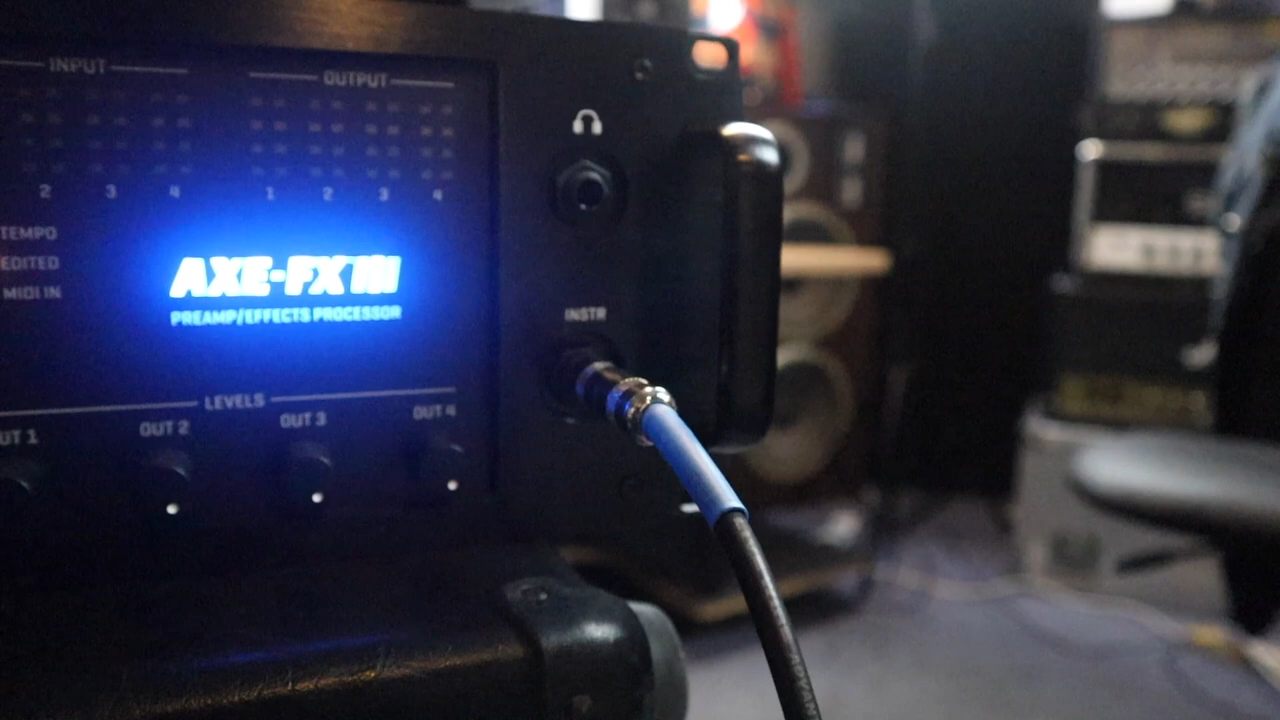 INPUT
OUTPUT
2 3 4
1 2 3 4
TEMPO
EDITED
MIDI IN
AXE-FX III
PREAMP/EFFECTS PROCESSOR
INSTR
LEVELS
OUT 2
OUT 3
OUT 4